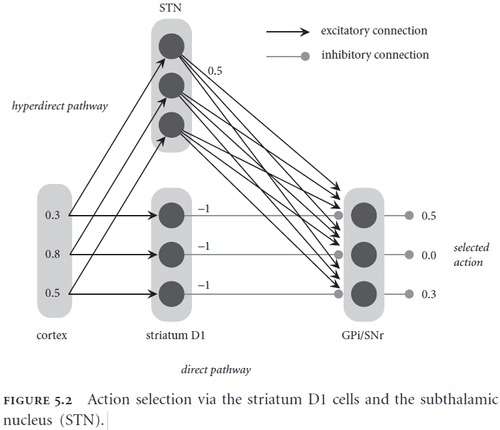 STN
excitatory connection
inhibitory connection
0.5
hyperdirect pathway
0.3
0.8
0.5
−1
−1
−1
0.5
0.0
0.3
selected
action
cortex
striatum D1
GPi/SNr
direct pathway
FIGURE 5.2 Action selection via the striatum D1 cells and the subthalamic
nucleus (STN).